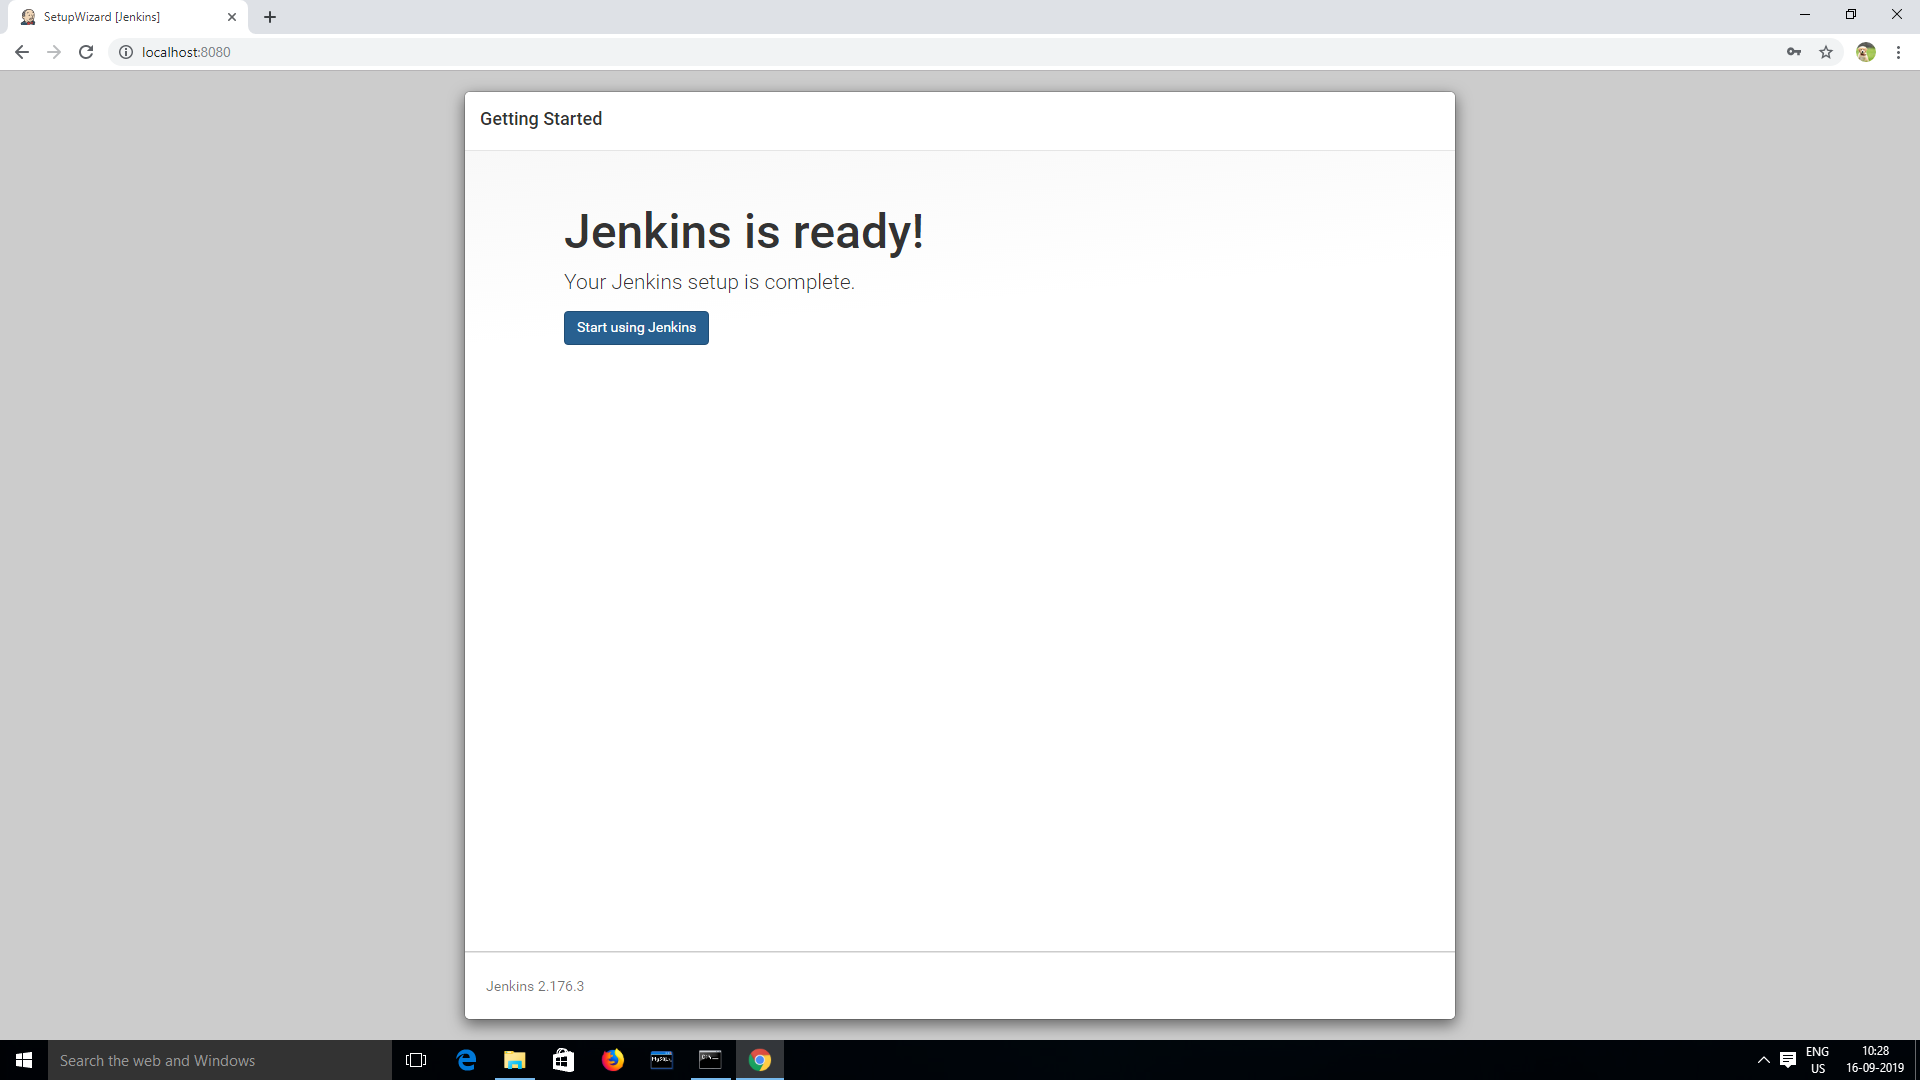 SetupWizard [Jenkins]
localhost:8080
Getting Started
Jenkins is ready!
Your Jenkins setup is complete.
Start using Jenkins
Jenkins 2.176.3
Search the web and Windows
ENG
US
10:28
16-09-2019